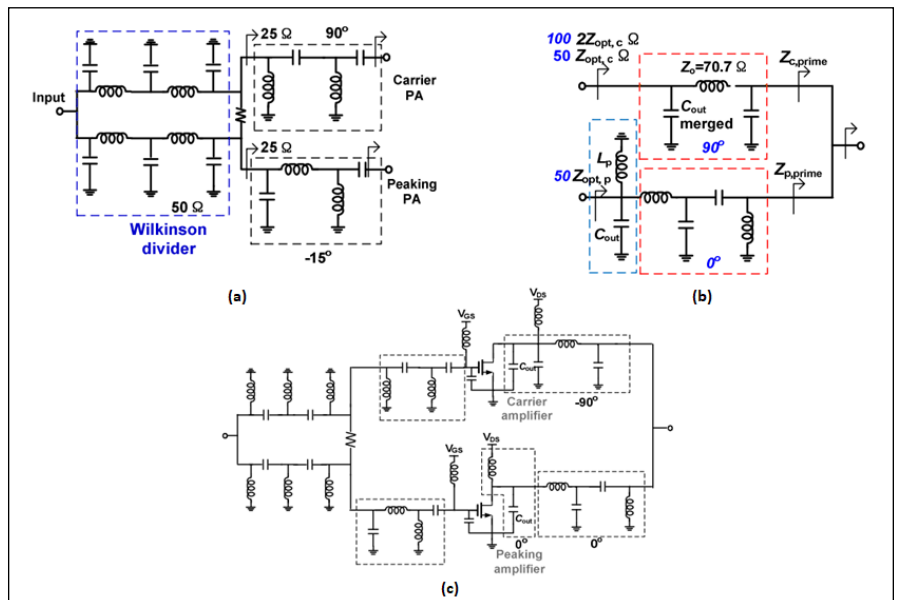 25 Ω
90°
Input
Carrier
PA
25 Ω
Peaking
PA
50 Ω
Wilkinson
divider
-15°
(a)
100 2Zopt,c Ω
50 Zopt,c Ω
Zo=70.7 Ω
Zc,prime
Cout
merged
90°
Lp
50 Zopt,p
Zp,prime
Cout
0°
(b)
VGS
VDS
Cout
Carrier
amplifier
-90°
VGS
VDS
Cout
0°
0°
Peaking
amplifier
(c)